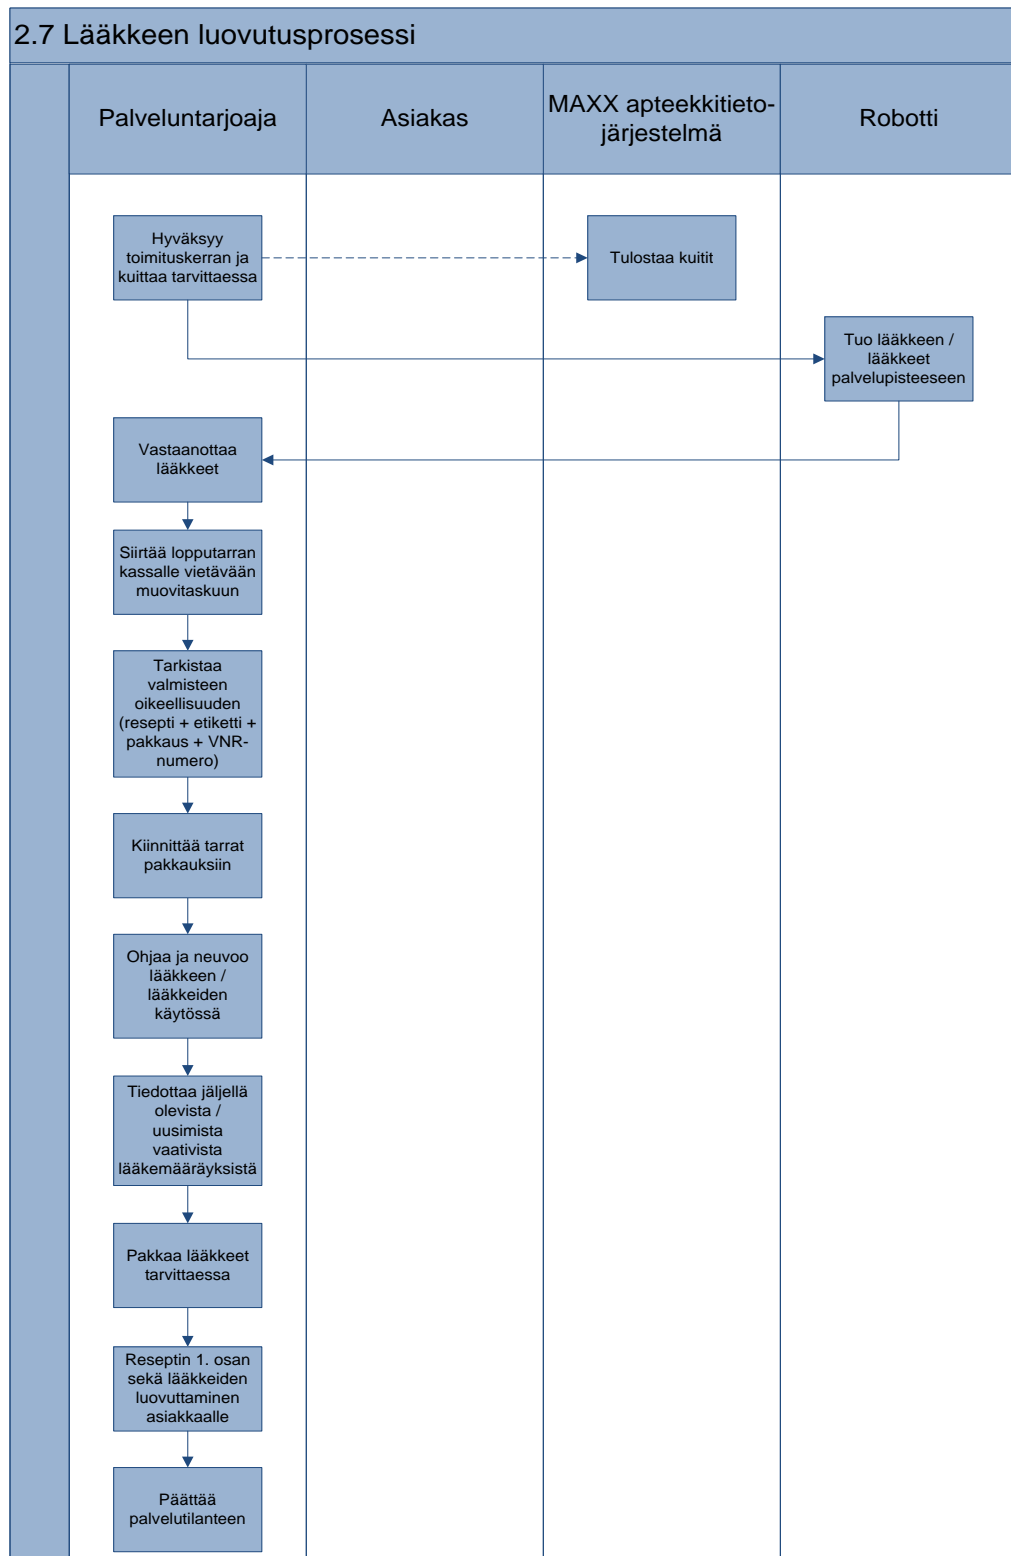 2.7 Lääkkeen luovutusprosessi
Palveluntarjoaja
Asiakas
MAXX apteekkitieto-
järjestelmä
Robotti
Hyväksyy
toimituskerran ja
kuittaa tarvittaessa
Tulostaa kuitit
Tuo lääkkeen /
lääkkeet
palvelupisteeseen
Vastaanottaa
lääkkeet
Siirtää lopputarran
kassalle vietävään
muovitaskuun
Tarkistaa
valmisteen
oikeellisuuden
(resepti + etiketti +
pakkaus + VNR-
numero)
Kiinnittää tarrat
pakkauksiin
Ohjaa ja neuvoo
lääkkeen /
lääkkeiden
käytössä
Tiedottaa jäljellä
olevista /
uusimista
vaativista
lääkemääräyksistä
Pakkaa lääkkeet
tarvittaessa
Reseptin 1. osan
sekä lääkkeiden
luovuttaminen
asiakkaalle
Päättää
palvelutilanteen